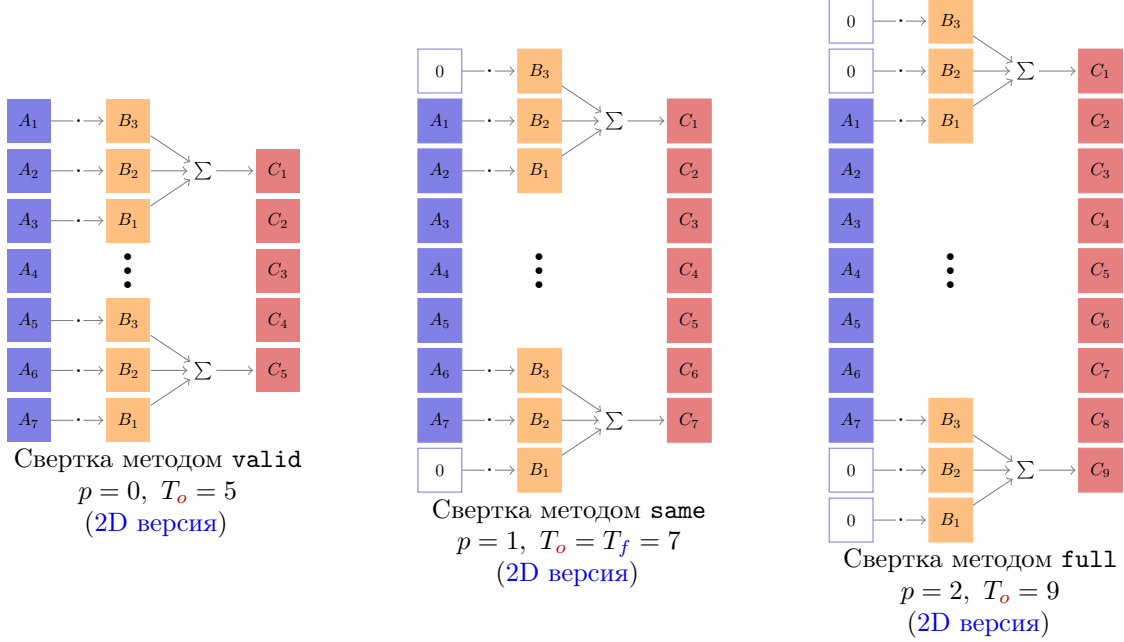 A₁ · B₃
A₂ · B₂ ∑ C₁
A₃ · B₁ C₂
A₄ ⋮ C₃
A₅ · B₃ C₄
A₆ · B₂ ∑ C₅
A₇ · B₁
Свертка методом valid
p = 0, Tₒ = 5
(2D версия)
0 · B₃
A₁ · B₂ ∑ C₁
A₂ · B₁ C₂
A₃ C₃
A₄ ⋮ C₄
A₅ C₅
A₆ · B₃ C₆
A₇ · B₂ ∑ C₇
0 · B₁
Свертка методом same
p = 1, Tₒ = T_f = 7
(2D версия)
0 · B₃
0 · B₂ ∑ C₁
A₁ · B₁ C₂
A₂ C₃
A₃ C₄
A₄ ⋮ C₅
A₅ C₆
A₆ C₇
A₇ · B₃ C₈
0 · B₂ ∑ C₉
0 · B₁
Свертка методом full
p = 2, Tₒ = 9
(2D версия)